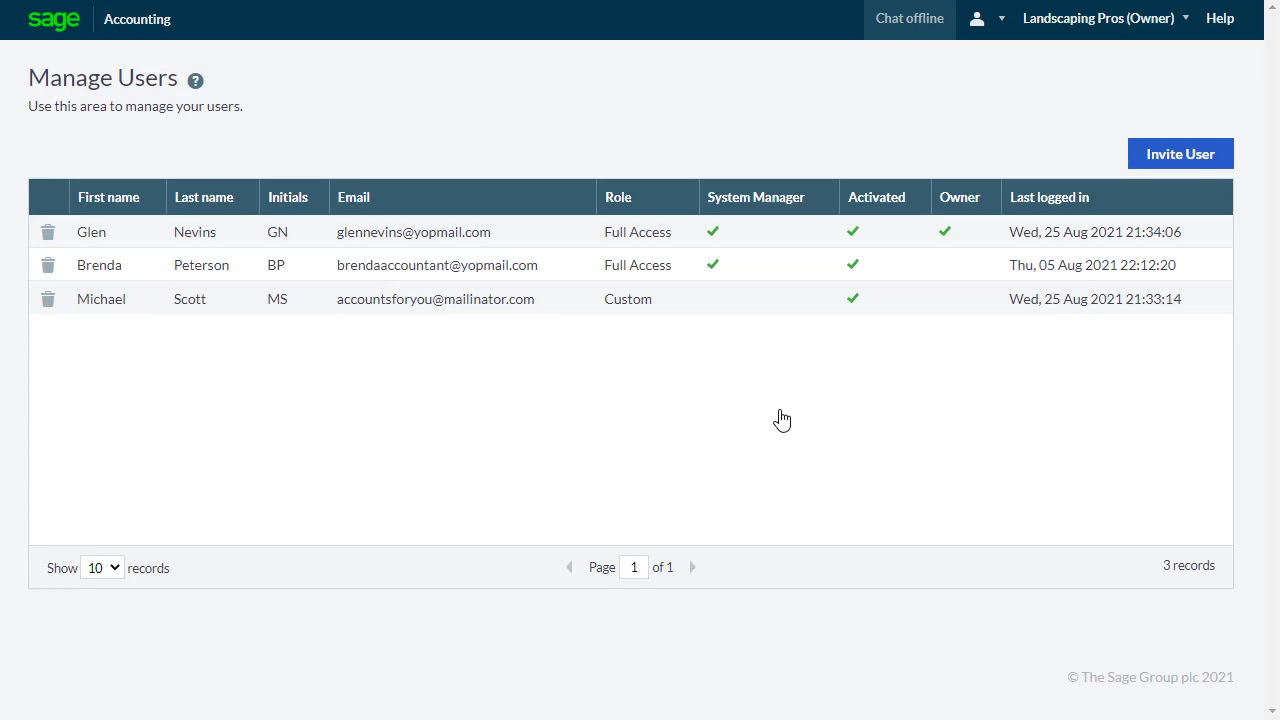 sage Accounting Chat offline Landscaping Pros (Owner) Help
Manage Users ?
Use this area to manage your users.
Invite User
First name Last name Initials Email Role System Manager Activated Owner Last logged in
Glen Nevins GN glennevins@yopmail.com Full Access Wed, 25 Aug 2021 21:34:06
Brenda Peterson BP brendaaccountant@yopmail.com Full Access Thu, 05 Aug 2021 22:12:20
Michael Scott MS accountsforyou@mailinator.com Custom Wed, 25 Aug 2021 21:33:14
Show 10 records Page 1 of 1 3 records
© The Sage Group plc 2021